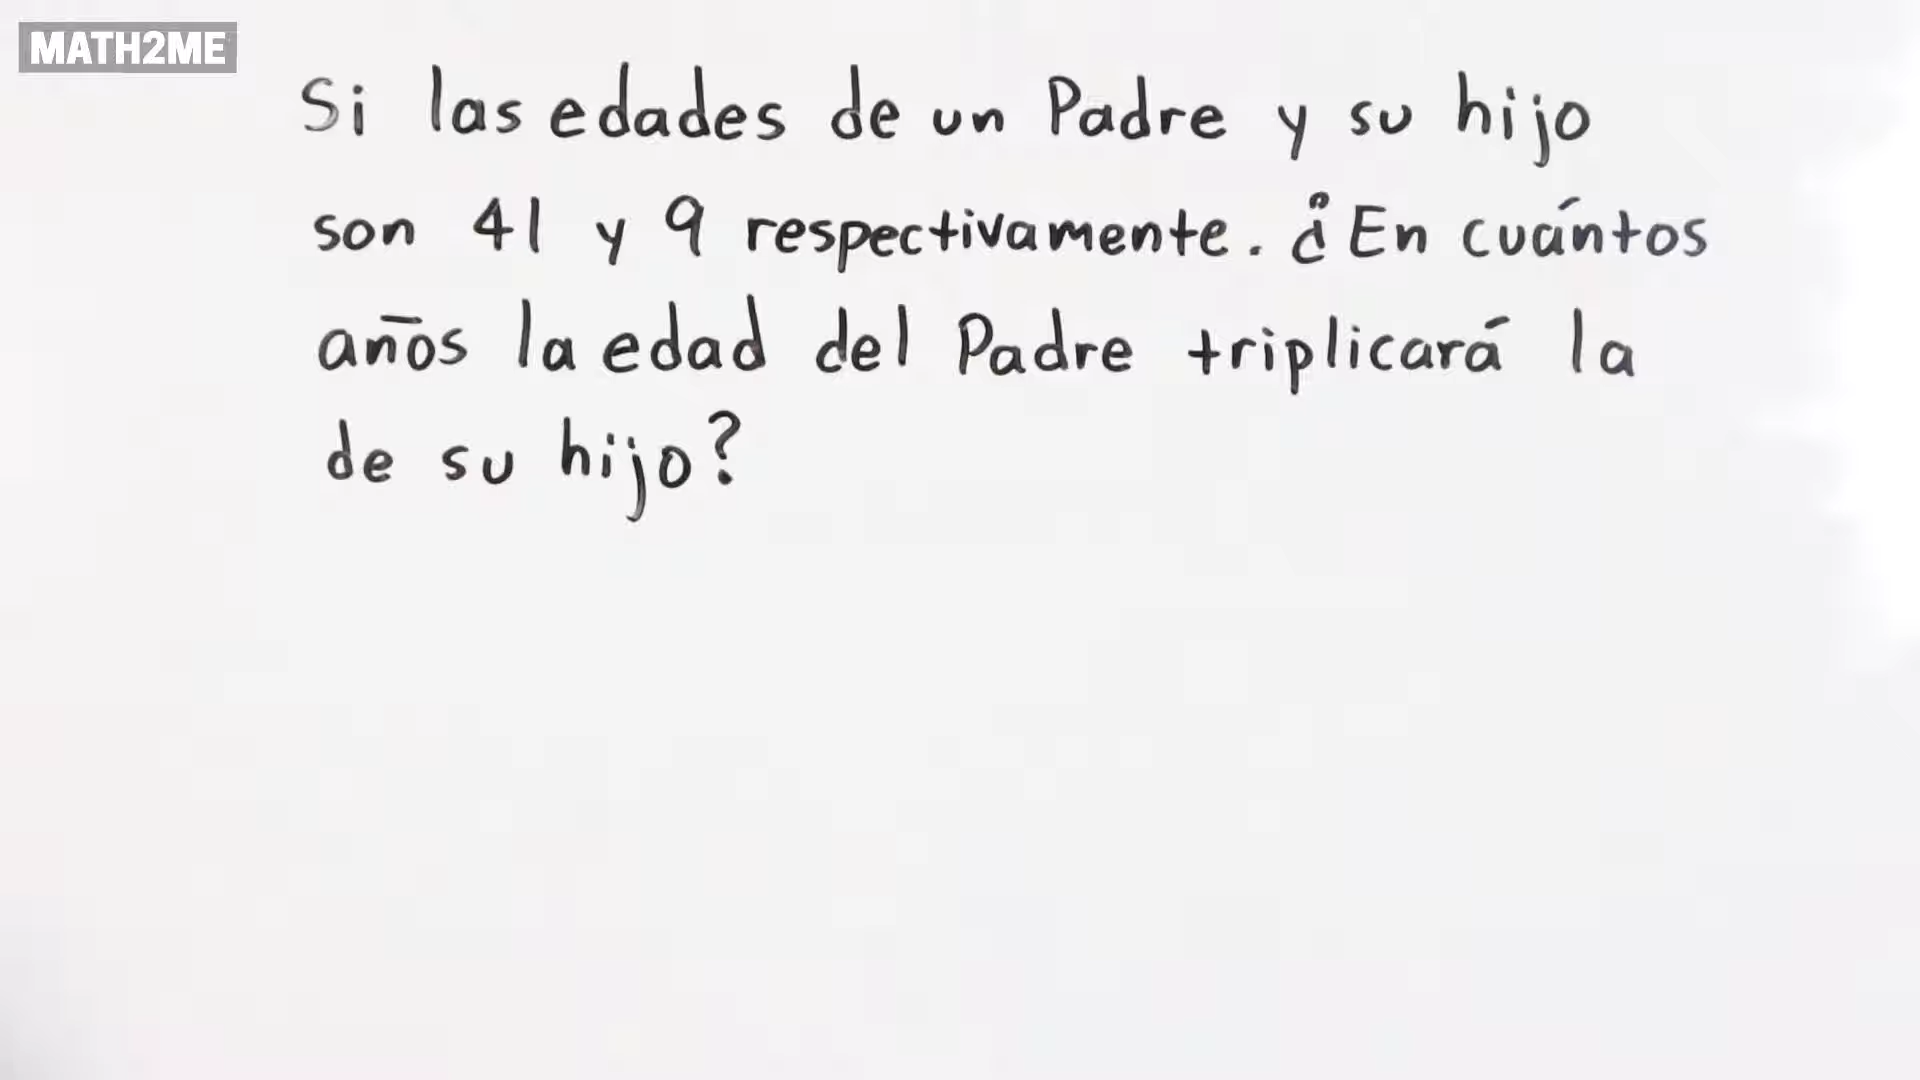 MATH2ME
Si las edades de un Padre y su hijo
son 41 y 9 respectivamente. ¿En cuántos
años la edad del Padre triplicará la
de su hijo?